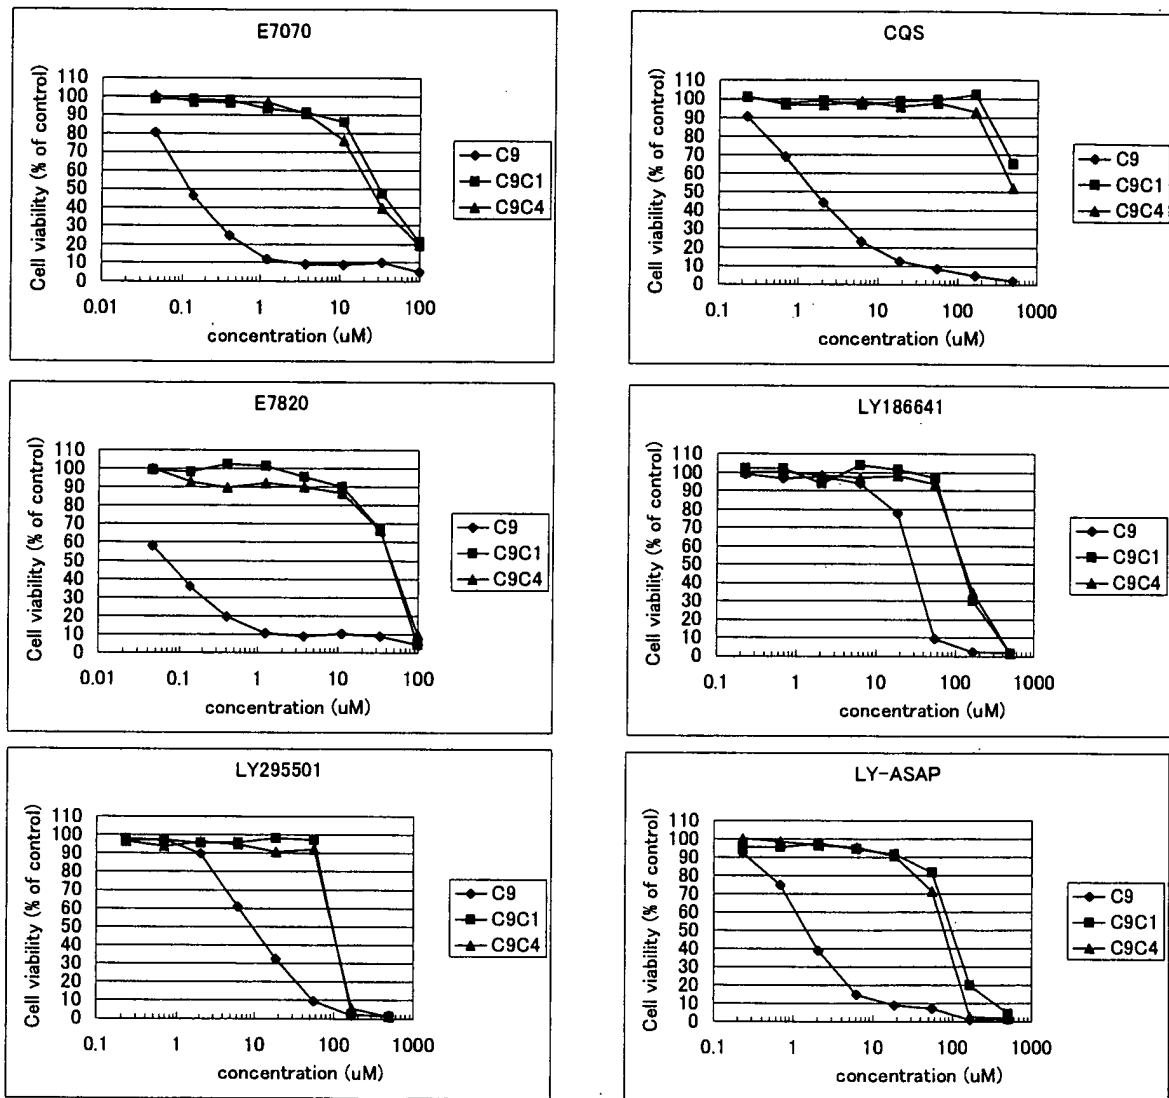 E7070
Cell viability (% of control)
110
100
90
80
70
60
50
40
30
20
10
0
0.01 0.1 1 10 100
concentration (uM)
C9
C9C1
C9C4
CQS
Cell viability (% of control)
110
100
90
80
70
60
50
40
30
20
10
0
0.1 1 10 100 1000
concentration (uM)
C9
C9C1
C9C4
E7820
Cell viability (% of control)
110
100
90
80
70
60
50
40
30
20
10
0
0.01 0.1 1 10 100
concentration (uM)
C9
C9C1
C9C4
LY186641
Cell viability (% of control)
110
100
90
80
70
60
50
40
30
20
10
0
0.1 1 10 100 1000
concentration (uM)
C9
C9C1
C9C4
LY295501
Cell viability (% of control)
110
100
90
80
70
60
50
40
30
20
10
0
0.1 1 10 100 1000
concentration (uM)
C9
C9C1
C9C4
LY-ASAP
Cell viability (% of control)
110
100
90
80
70
60
50
40
30
20
10
0
0.1 1 10 100 1000
concentration (uM)
C9
C9C1
C9C4